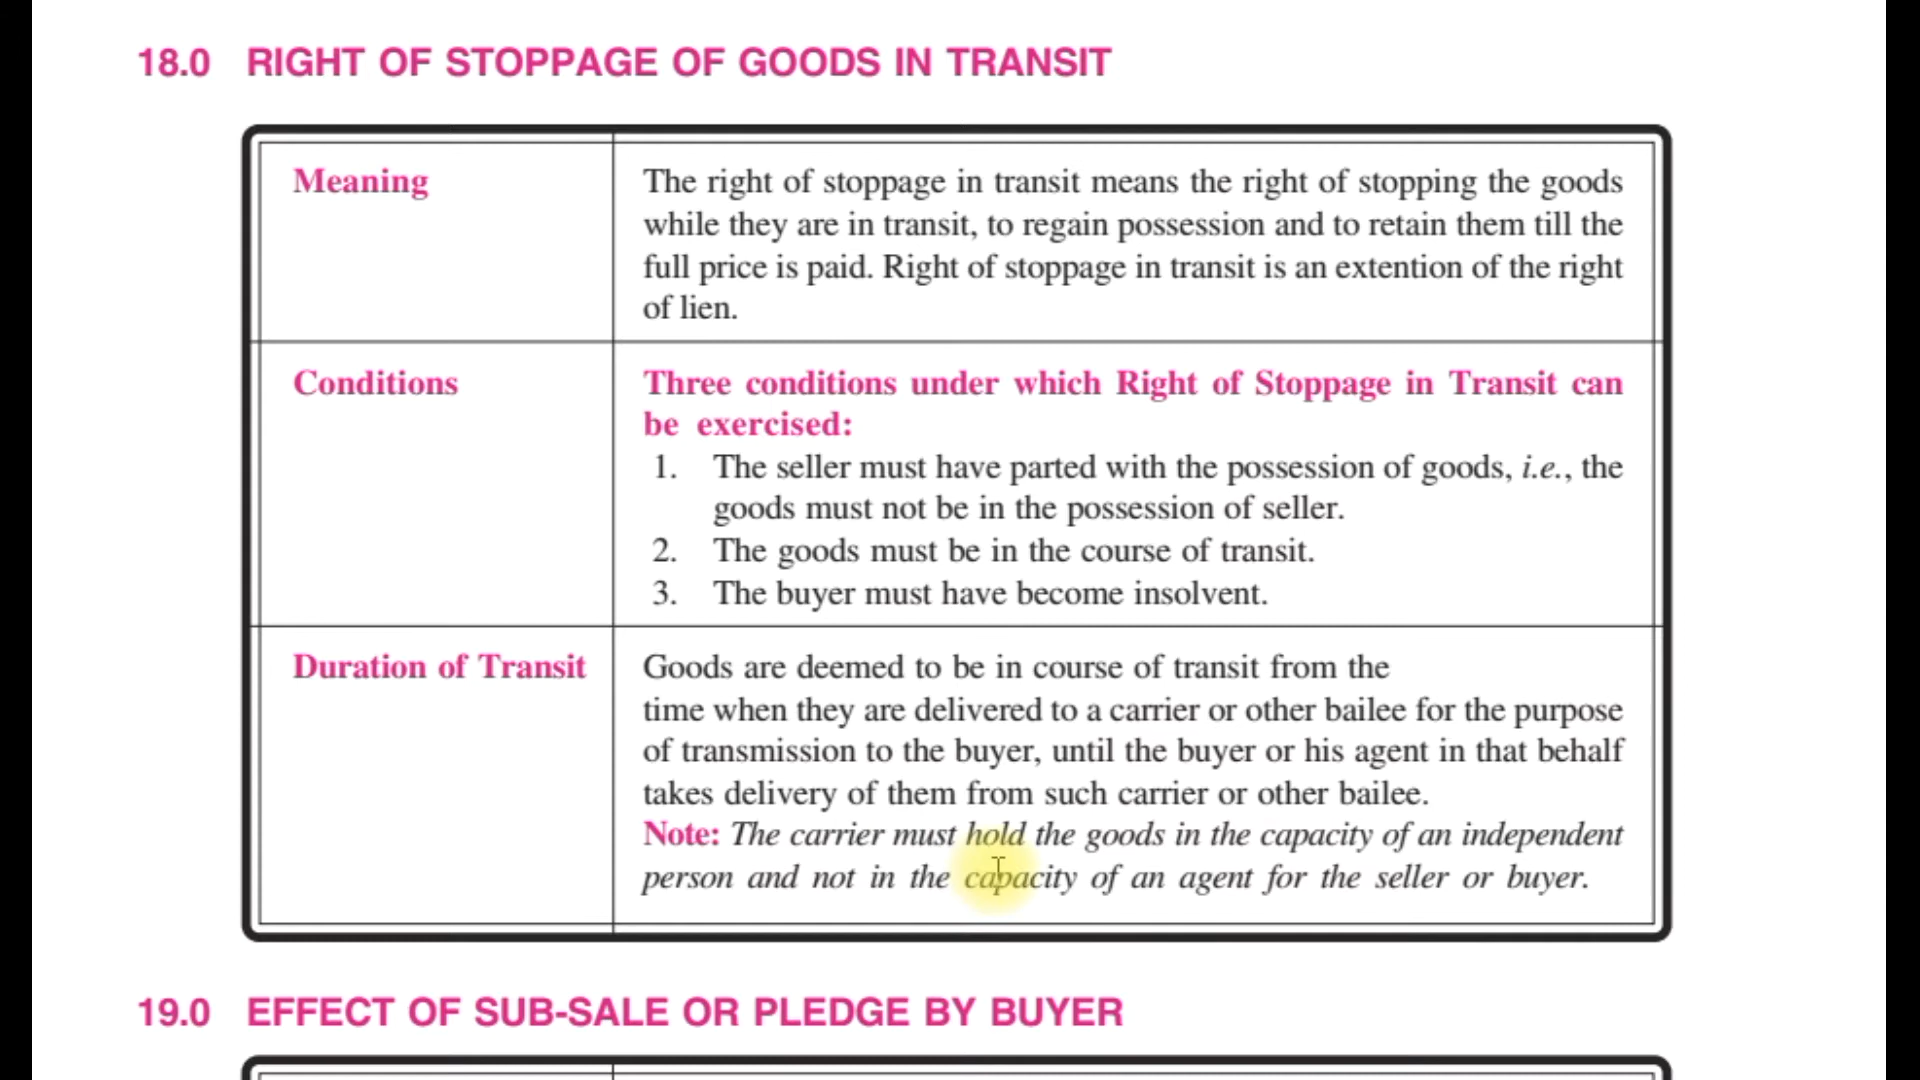 18.0 RIGHT OF STOPPAGE OF GOODS IN TRANSIT
Meaning
The right of stoppage in transit means the right of stopping the goods
while they are in transit, to regain possession and to retain them till the
full price is paid. Right of stoppage in transit is an extention of the right
of lien.
Conditions
Three conditions under which Right of Stoppage in Transit can
be exercised:
1. The seller must have parted with the possession of goods, i.e., the
goods must not be in the possession of seller.
2. The goods must be in the course of transit.
3. The buyer must have become insolvent.
Duration of Transit
Goods are deemed to be in course of transit from the
time when they are delivered to a carrier or other bailee for the purpose
of transmission to the buyer, until the buyer or his agent in that behalf
takes delivery of them from such carrier or other bailee.
Note: The carrier must hold the goods in the capacity of an independent
person and not in the capacity of an agent for the seller or buyer.
19.0 EFFECT OF SUB-SALE OR PLEDGE BY BUYER